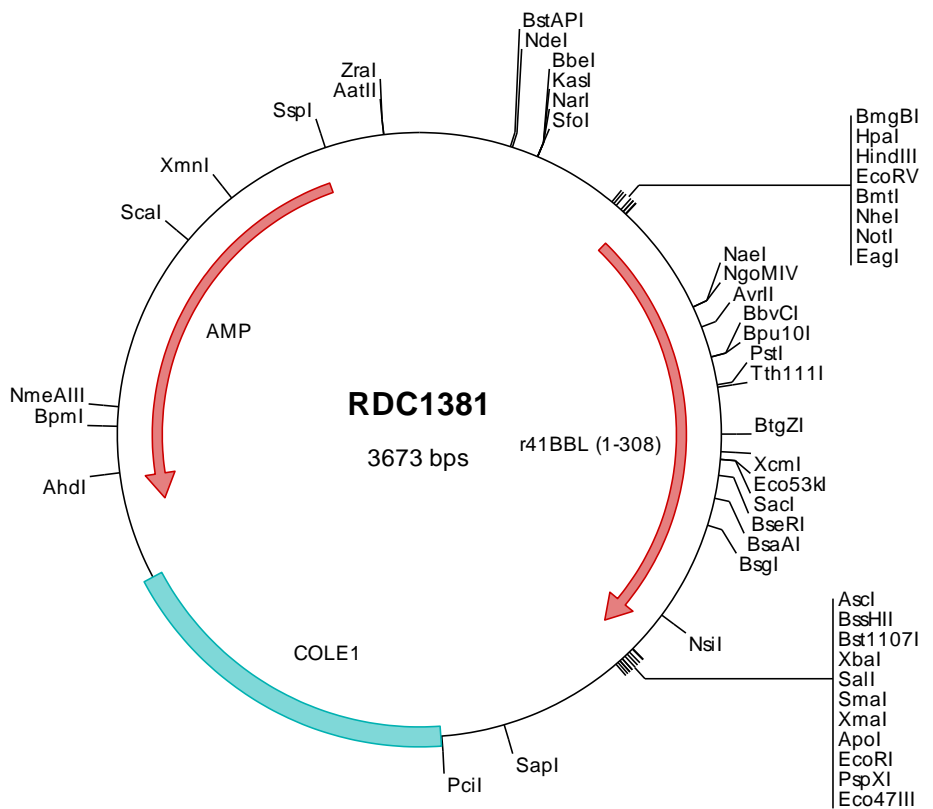 BstAPI
NdeI
BbeI
KasI
NarI
SfoI
ZraI
AatII
SspI
XmnI
ScaI
BmgBI
HpaI
HindIII
EcoRV
BmtI
NheI
NotI
EagI
NaeI
NgoMIV
AvrII
BbvCI
Bpu10I
PstI
Tth111I
AMP
NmeAIII
BpmI
AhdI
RDC1381
3673 bps
r41BBL (1-308)
BtgZI
XcmI
Eco53kI
SacI
BseRI
BsaAI
BsgI
AscI
BssHII
Bst1107I
XbaI
SalI
SmaI
XmaI
ApoI
EcoRI
PspXI
Eco47III
NsiI
COLE1
SapI
PciI